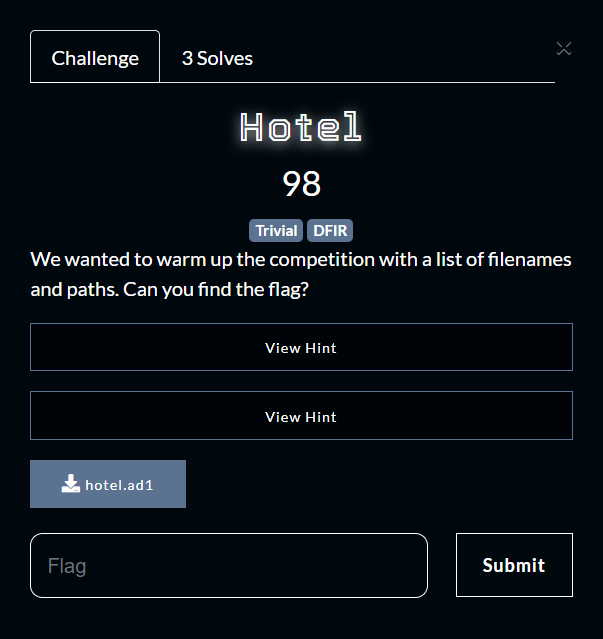 Challenge
3 Solves
Hotel
98
Trivial DFIR
We wanted to warm up the competition with a list of filenames
and paths. Can you find the flag?
View Hint
View Hint
hotel.ad1
Flag
Submit